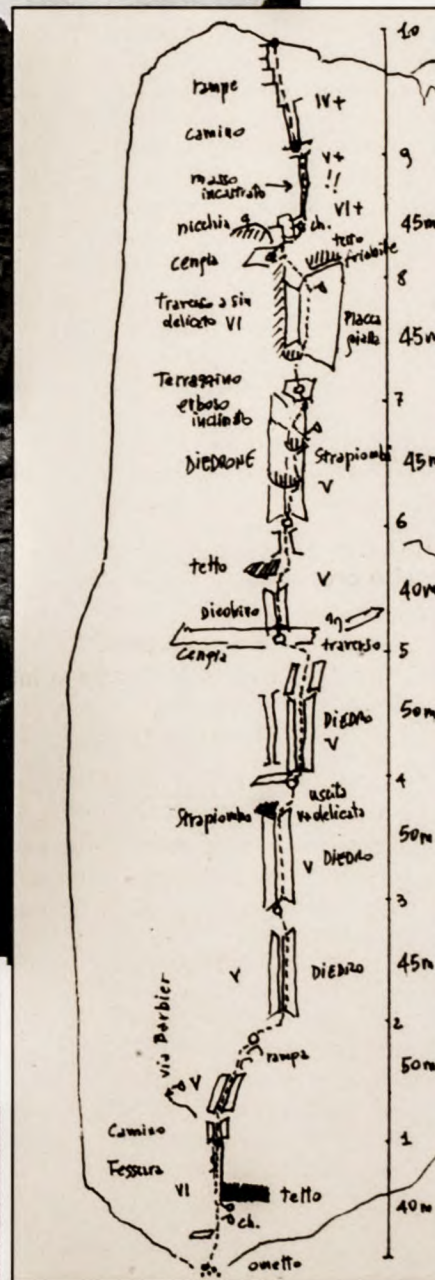 10
rampe
IV+
camino
9
V+
masso
incastrato
!!
VI+
nicchia
ch.
45m
cengia
tetto
friabile
8
traverso a sin
delicato VI
Placca
gialla
45m
Terrazzino
erboso
inclinato
7
DIEDRONE
Strapiombi
45m
V
6
tetto
V
40m
Diedrino
traverso
Cengia
5
DIEDRO
V
50m
4
uscita
V+ delicata
Strapiombo
50m
V
DIEDRO
3
V
DIEDRO
45m
2
via Barbier
rampa
50m
V
Camino
1
Fessura
VI
tetto
ch.
40m
ometto